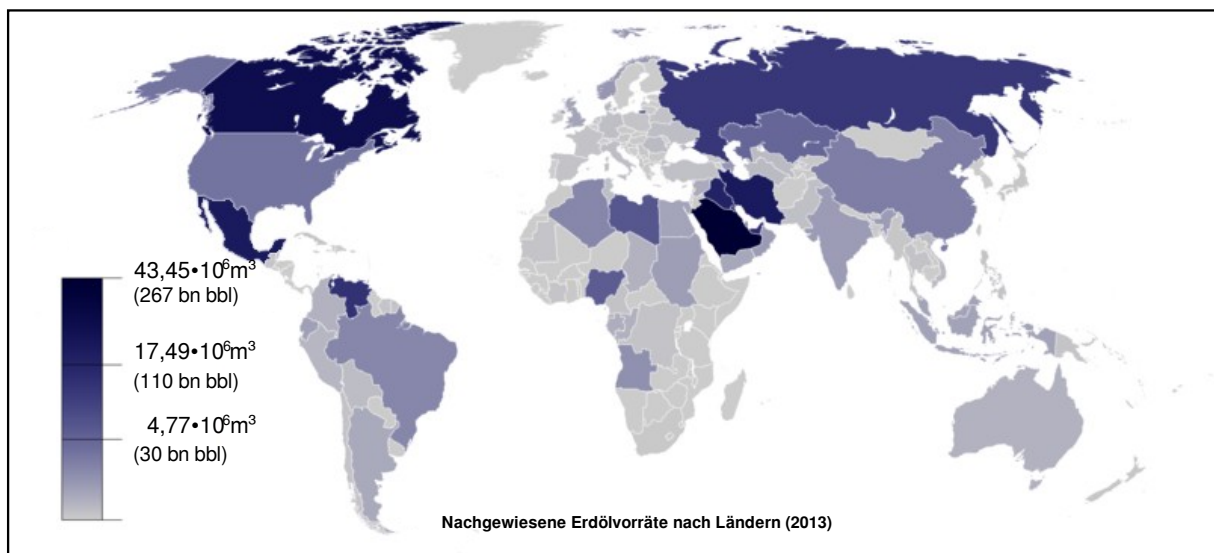 43,45•10⁶m³
(267 bn bbl)
17,49•10⁶m³
(110 bn bbl)
4,77•10⁶m³
(30 bn bbl)
Nachgewiesene Erdölvorräte nach Ländern (2013)